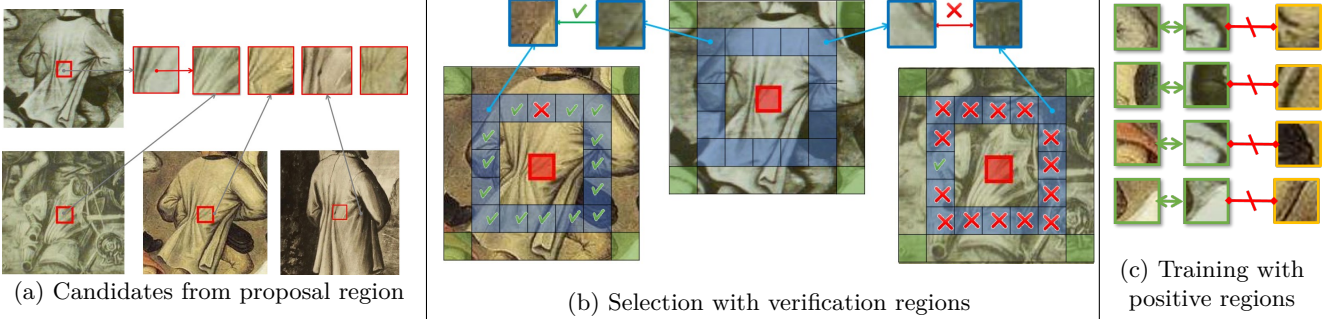 (a) Candidates from proposal region
(b) Selection with verification regions
(c) Training with
positive regions